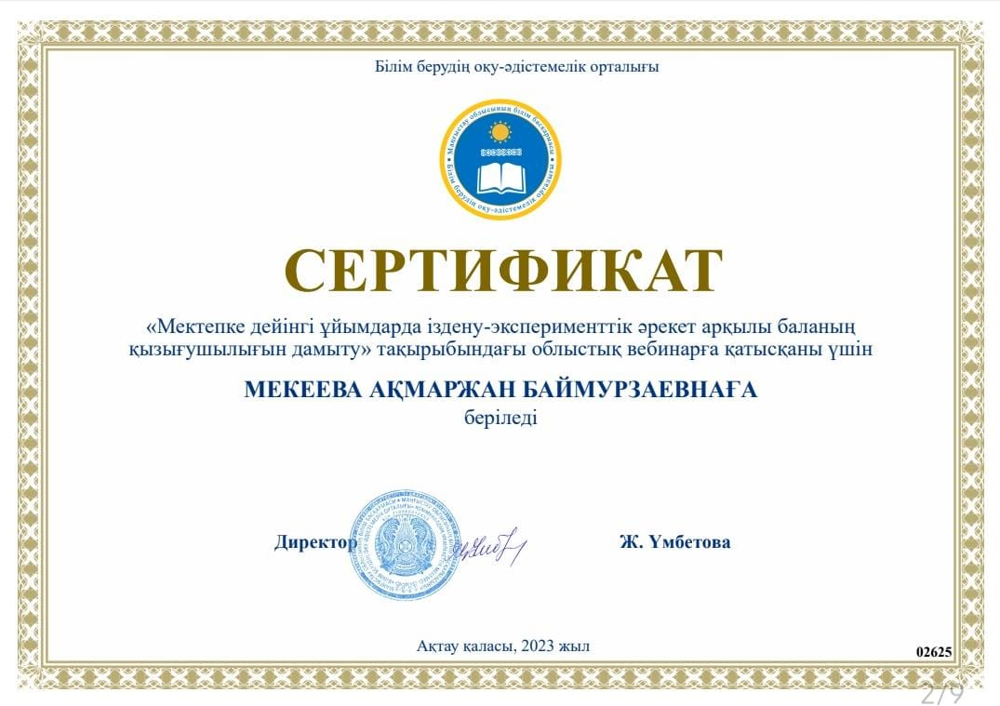 Білім берудің оқу-әдістемелік орталығы
Маңғыстау облысының білім басқармасы
Білім берудің оқу-әдістемелік орталығы
СЕРТИФИКАТ
«Мектепке дейінгі ұйымдарда іздену-эксперименттік әрекет арқылы баланың
қызығушылығын дамыту» тақырыбындағы облыстық вебинарға қатысқаны үшін
МЕКЕЕВА АҚМАРЖАН БАЙМУРЗАЕВНАҒА
беріледі
Директор
Ж. Үмбетова
Ақтау қаласы, 2023 жыл
02625
2/9